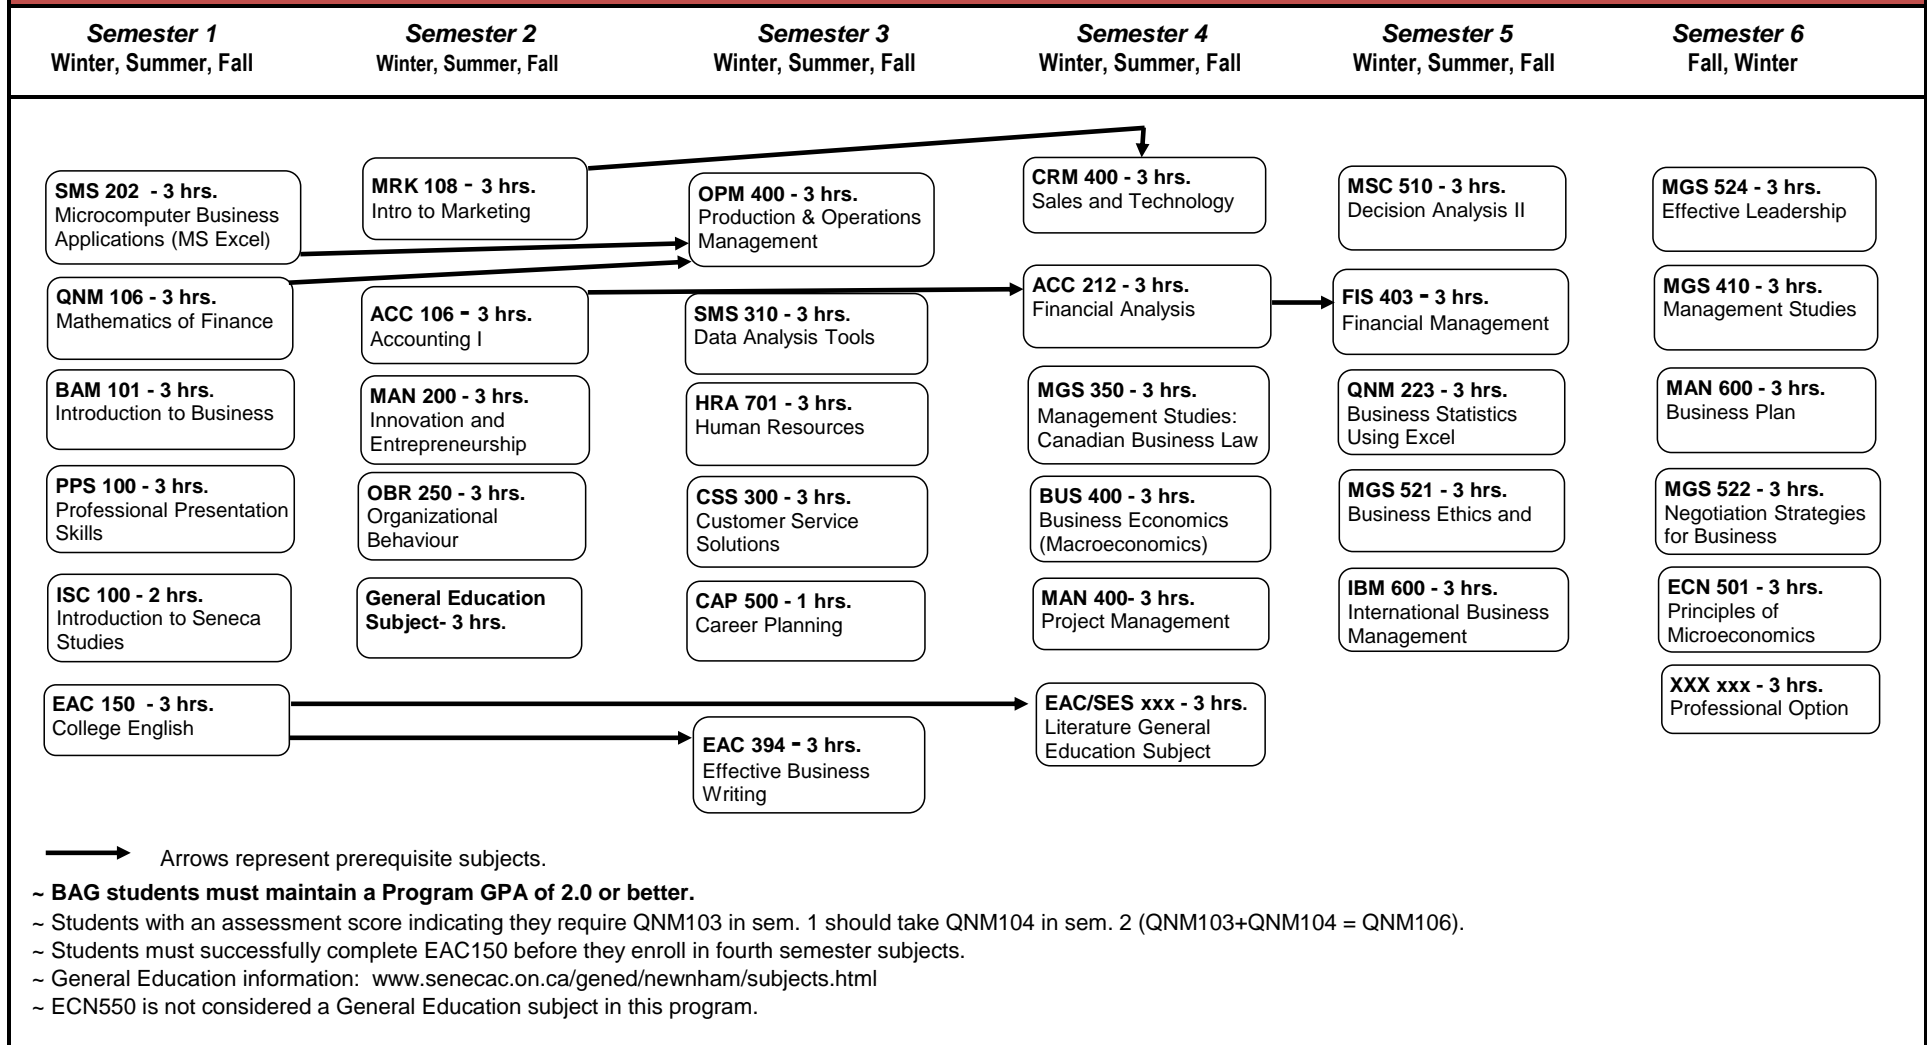 Semester 1
Winter, Summer, Fall
Semester 2
Winter, Summer, Fall
Semester 3
Winter, Summer, Fall
Semester 4
Winter, Summer, Fall
Semester 5
Winter, Summer, Fall
Semester 6
Fall, Winter
SMS 202 - 3 hrs.
Microcomputer Business
Applications (MS Excel)
QNM 106 - 3 hrs.
Mathematics of Finance
BAM 101 - 3 hrs.
Introduction to Business
PPS 100 - 3 hrs.
Professional Presentation
Skills
ISC 100 - 2 hrs.
Introduction to Seneca
Studies
EAC 150 - 3 hrs.
College English
MRK 108 - 3 hrs.
Intro to Marketing
ACC 106 - 3 hrs.
Accounting I
MAN 200 - 3 hrs.
Innovation and
Entrepreneurship
OBR 250 - 3 hrs.
Organizational
Behaviour
General Education
Subject- 3 hrs.
OPM 400 - 3 hrs.
Production & Operations
Management
SMS 310 - 3 hrs.
Data Analysis Tools
HRA 701 - 3 hrs.
Human Resources
CSS 300 - 3 hrs.
Customer Service
Solutions
CAP 500 - 1 hrs.
Career Planning
EAC 394 - 3 hrs.
Effective Business
Writing
CRM 400 - 3 hrs.
Sales and Technology
ACC 212 - 3 hrs.
Financial Analysis
MGS 350 - 3 hrs.
Management Studies:
Canadian Business Law
BUS 400 - 3 hrs.
Business Economics
(Macroeconomics)
MAN 400- 3 hrs.
Project Management
EAC/SES xxx - 3 hrs.
Literature General
Education Subject
MSC 510 - 3 hrs.
Decision Analysis II
FIS 403 - 3 hrs.
Financial Management
QNM 223 - 3 hrs.
Business Statistics
Using Excel
MGS 521 - 3 hrs.
Business Ethics and
IBM 600 - 3 hrs.
International Business
Management
MGS 524 - 3 hrs.
Effective Leadership
MGS 410 - 3 hrs.
Management Studies
MAN 600 - 3 hrs.
Business Plan
MGS 522 - 3 hrs.
Negotiation Strategies
for Business
ECN 501 - 3 hrs.
Principles of
Microeconomics
XXX xxx - 3 hrs.
Professional Option
Arrows represent prerequisite subjects.
~ BAG students must maintain a Program GPA of 2.0 or better.
~ Students with an assessment score indicating they require QNM103 in sem. 1 should take QNM104 in sem. 2 (QNM103+QNM104 = QNM106).
~ Students must successfully complete EAC150 before they enroll in fourth semester subjects.
~ General Education information: www.senecac.on.ca/gened/newnham/subjects.html
~ ECN550 is not considered a General Education subject in this program.